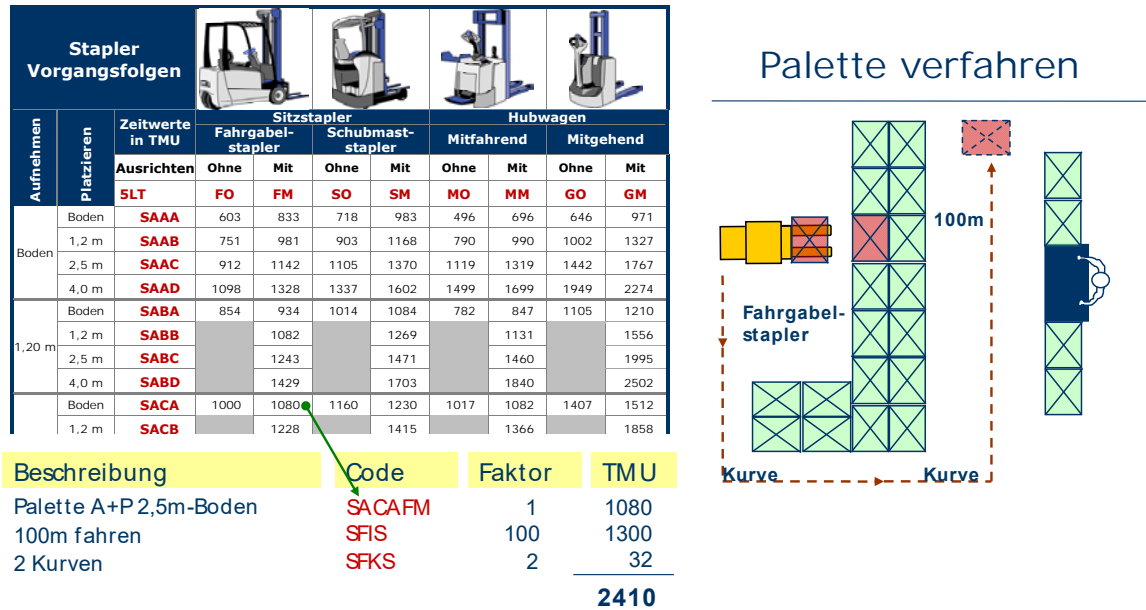 Stapler
Vorgangsfolgen
Aufnehmen
Platzieren
Zeitwerte
in TMU
Sitzstapler
Hubwagen
Fahrgabel-
stapler
Schubmast-
stapler
Mitfahrend
Mitgehend
Ausrichten Ohne Mit Ohne Mit Ohne Mit Ohne Mit
5LT FO FM SO SM MO MM GO GM
Boden
Boden SAAA 603 833 718 983 496 696 646 971
1,2 m SAAB 751 981 903 1168 790 990 1002 1327
2,5 m SAAC 912 1142 1105 1370 1119 1319 1442 1767
4,0 m SAAD 1098 1328 1337 1602 1499 1699 1949 2274
1,20 m
Boden SABA 854 934 1014 1084 782 847 1105 1210
1,2 m SABB 1082 1269 1131 1556
2,5 m SABC 1243 1471 1460 1995
4,0 m SABD 1429 1703 1840 2502
Boden SACA 1000 1080 1160 1230 1017 1082 1407 1512
1,2 m SACB 1228 1415 1366 1858
Beschreibung Code Faktor TMU
Palette A+P 2,5m-Boden SACAFM 1 1080
100m fahren SFIS 100 1300
2 Kurven SFKS 2 32
2410
Palette verfahren
100m
Fahrgabel-
stapler
Kurve
Kurve